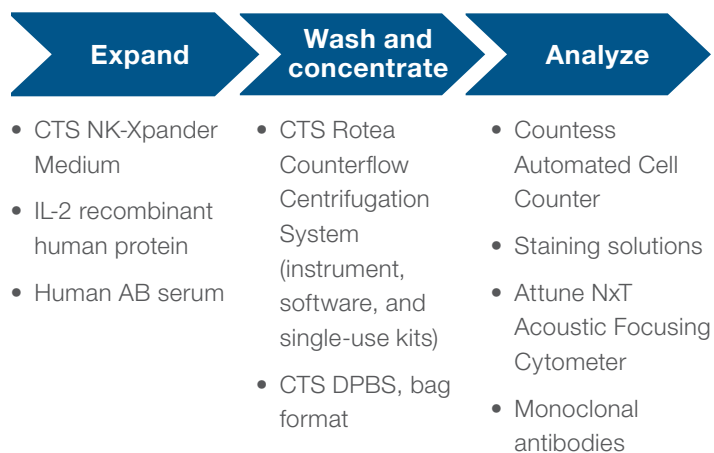 Expand
Wash and
concentrate
Analyze
• CTS NK-Xpander
Medium
• IL-2 recombinant
human protein
• Human AB serum
• CTS Rotea
Counterflow
Centrifugation
System
(instrument,
software, and
single-use kits)
• CTS DPBS, bag
format
• Countess
Automated Cell
Counter
• Staining solutions
• Attune NxT
Acoustic Focusing
Cytometer
• Monoclonal
antibodies